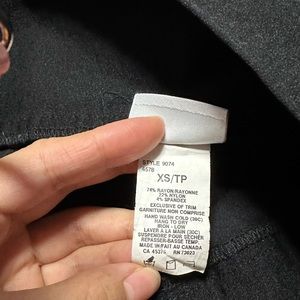 STYLE 9074
4578
XS/TP
74% RAYON/RAYONNE
22% NYLON
4% SPANDEX
EXCLUSIVE OF TRIM
GARNITURE NON COMPRISE
HAND WASH COLD (30C)
HANG TO DRY
IRON - LOW
LAVER A LA MAIN (30C)
SUSPENDRE POUR SÉCHER
REPASSER-BASSE TEMP.
MADE IN/FAIT AU CANADA
CA 45376 RN 73023